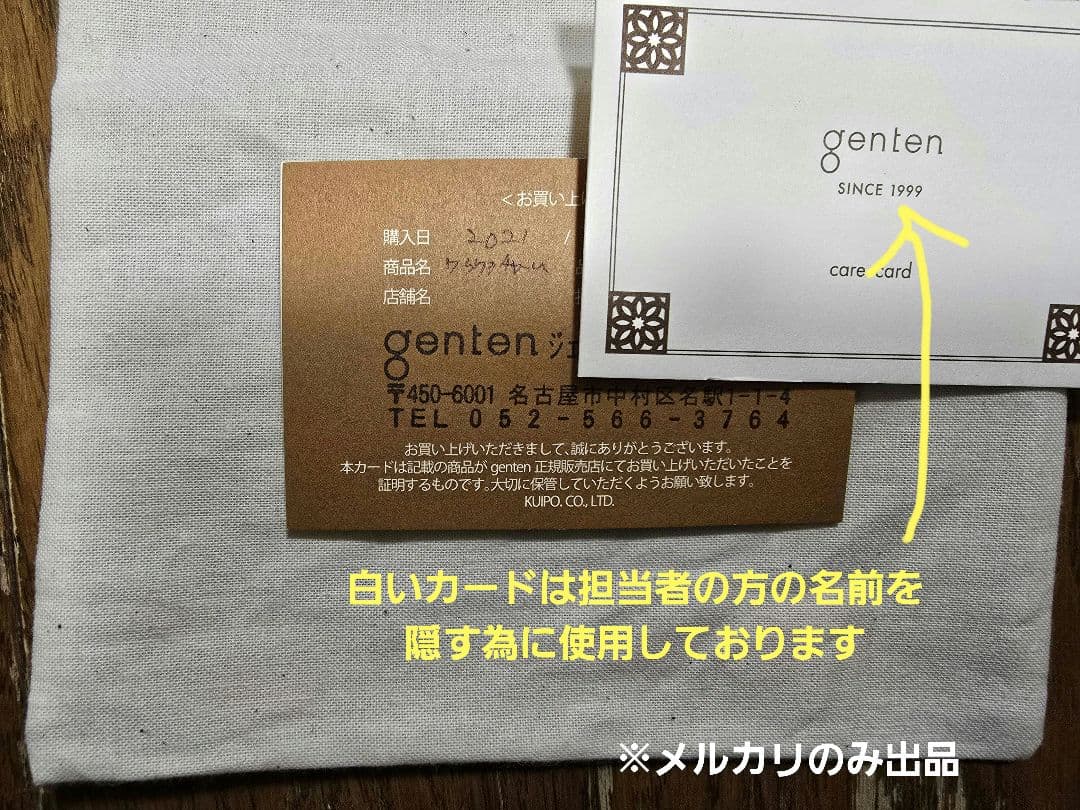 genten
SINCE 1999
care card
<お買い上
購入日 2021 /
商品名
店舗名
genten ジェ
〒450-6001 名古屋市中村区名駅1-1-4
TEL 052-566-3764
お買い上げいただきまして、誠にありがとうございます。
本カードは記載の商品が genten 正規販売店にてお買い上げいただいたことを
証明するものです。大切に保管していただくようお願い致します。
KUIPO. CO., LTD.
白いカードは担当者の方の名前を
隠す為に使用しております
※メルカリのみ出品